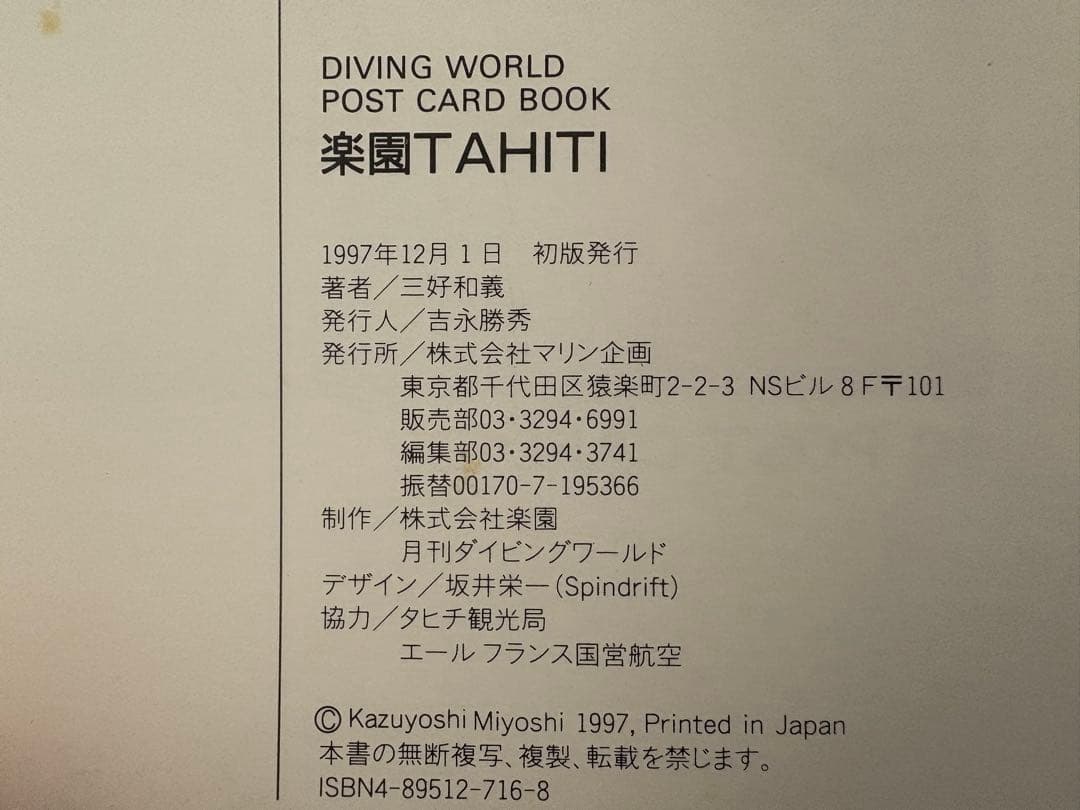 DIVING WORLD
POST CARD BOOK
楽園TAHITI
1997年12月1日 初版発行
著者／三好和義
発行人／吉永勝秀
発行所／株式会社マリン企画
東京都千代田区猿楽町2-2-3 NSビル8F〒101
販売部03・3294・6991
編集部03・3294・3741
振替00170-7-195366
制作／株式会社楽園
月刊ダイビングワールド
デザイン／坂井栄一(Spindrift)
協力／タヒチ観光局
エールフランス国営航空
©Kazuyoshi Miyoshi 1997, Printed in Japan
本書の無断複写、複製、転載を禁じます。
ISBN4-89512-716-8